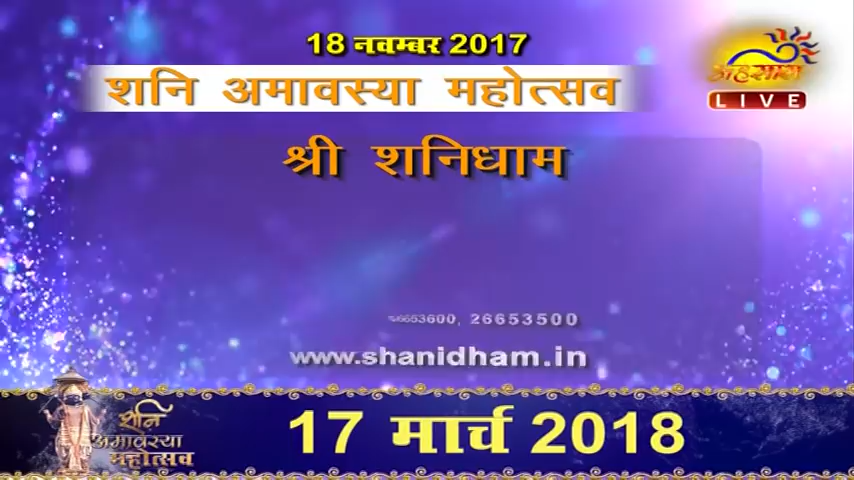 18 नवम्बर 2017
शनि अमावस्या महोत्सव
LIVE
श्री शनिधाम
26653600, 26653500
www.shanidham.in
शनि
अमावस्या
महोत्सव
17 मार्च 2018